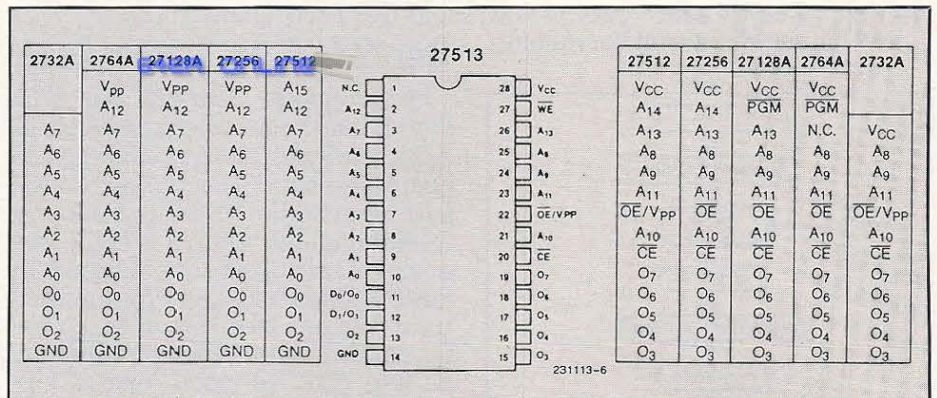 27513
2732A 2764A 27128A 27256 27512
27512 27256 27128A 2764A 2732A
Vpp VPP VPP A15 N.C. 1 28 VCC VCC VCC VCC VCC
A12 A12 A12 A12 A12 2 27 WE A14 A14 PGM PGM
A7 A7 A7 A7 A7 A7 3 26 A13 A13 A13 A13 N.C. VCC
A6 A6 A6 A6 A6 A6 4 25 A8 A8 A8 A8 A8 A8
A5 A5 A5 A5 A5 A5 5 24 A9 A9 A9 A9 A9 A9
A4 A4 A4 A4 A4 A4 6 23 A11 A11 A11 A11 A11 A11
A3 A3 A3 A3 A3 A3 7 22 OE/VPP OE/VPP OE OE OE OE/VPP
A2 A2 A2 A2 A2 A2 8 21 A10 A10 A10 A10 A10 A10
A1 A1 A1 A1 A1 A1 9 20 CE CE CE CE CE CE
A0 A0 A0 A0 A0 A0 10 19 O7 O7 O7 O7 O7 O7
O0 O0 O0 O0 O0 D0/O0 11 18 O6 O6 O6 O6 O6 O6
O1 O1 O1 O1 O1 D1/O1 12 17 O5 O5 O5 O5 O5 O5
O2 O2 O2 O2 O2 O2 13 16 O4 O4 O4 O4 O4 O4
GND GND GND GND GND GND 14 15 O3 O3 O3 O3 O3 O3
231113-6